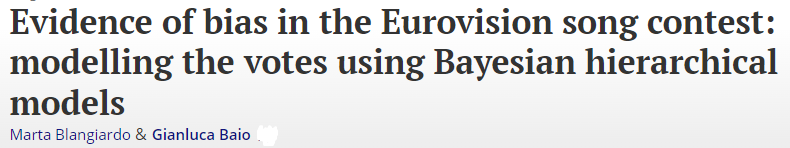 Evidence of bias in the Eurovision song contest:
modelling the votes using Bayesian hierarchical
models
Marta Blangiardo & Gianluca Baio